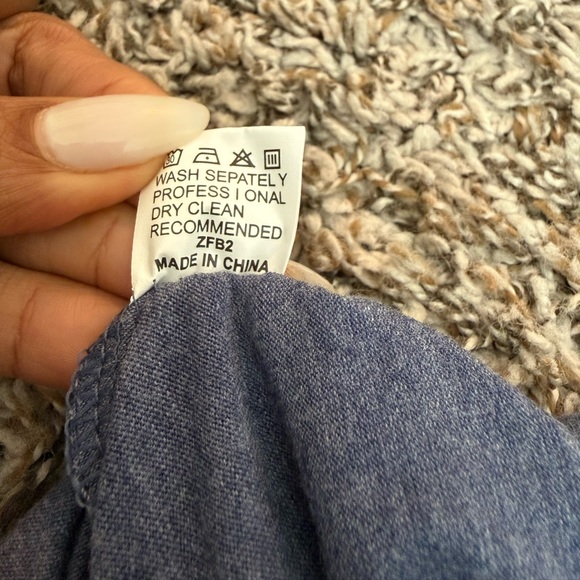 WASH SEPATELY
PROFESS I ONAL
DRY CLEAN
RECOMMENDED
ZFB2
MADE IN CHINA